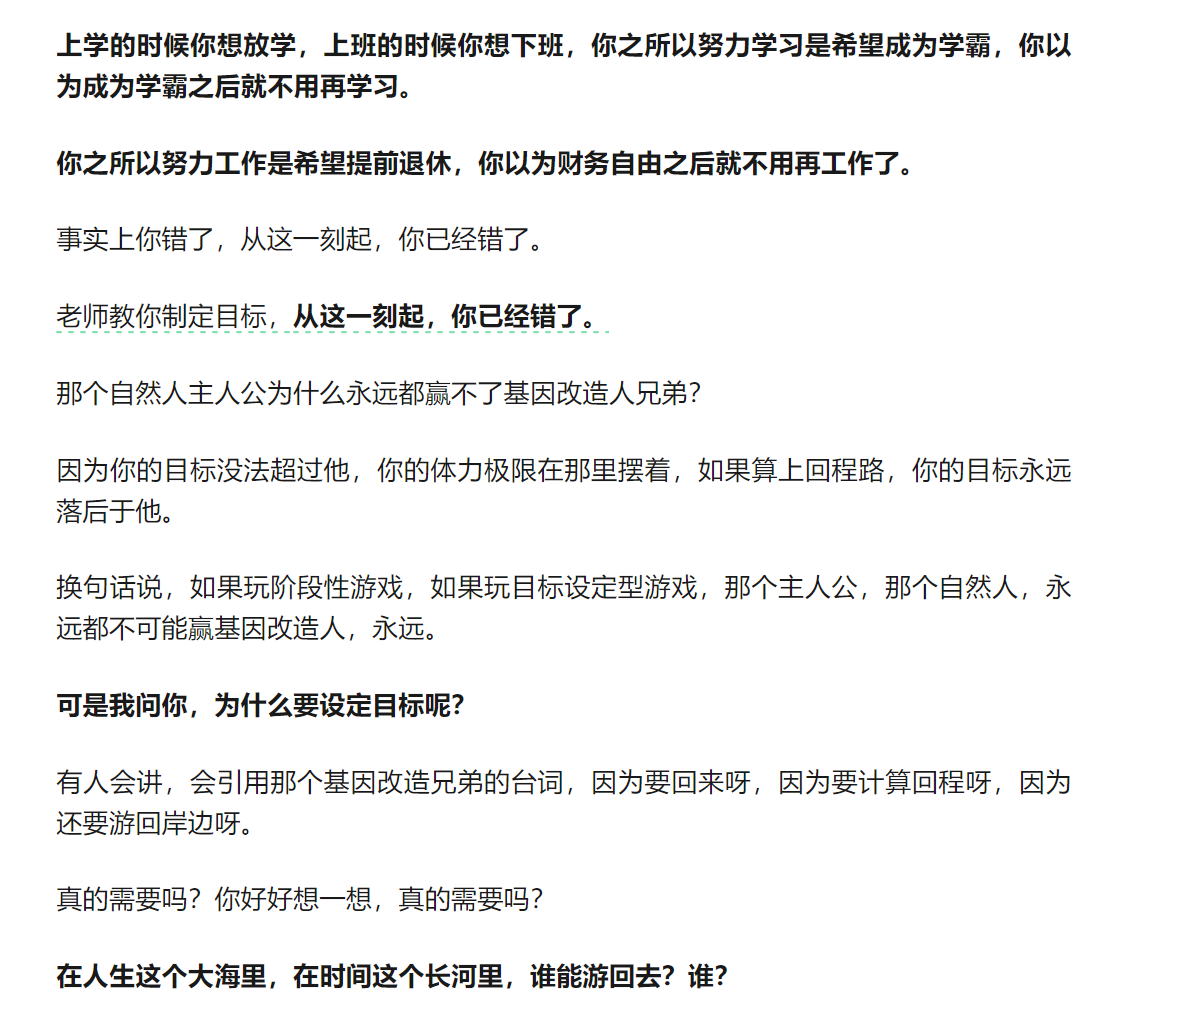 上学的时候你想放学，上班的时候你想下班，你之所以努力学习是希望成为学霸，你以
为成为学霸之后就不用再学习。
你之所以努力工作是希望提前退休，你以为财务自由之后就不用再工作了。
事实上你错了，从这一刻起，你已经错了。
老师教你制定目标，从这一刻起，你已经错了。
那个自然人主人公为什么永远都赢不了基因改造人兄弟？
因为你的目标没法超过他，你的体力极限在那里摆着，如果算上回程路，你的目标永远
落后于他。
换句话说，如果玩阶段性游戏，如果玩目标设定型游戏，那个主人公，那个自然人，永
远都不可能赢基因改造人，永远。
可是我问你，为什么要设定目标呢？
有人会讲，会引用那个基因改造兄弟的台词，因为要回来呀，因为要计算回程呀，因为
还要游回岸边呀。
真的需要吗？你好好想一想，真的需要吗？
在人生这个大海里，在时间这个长河里，谁能游回去？谁？